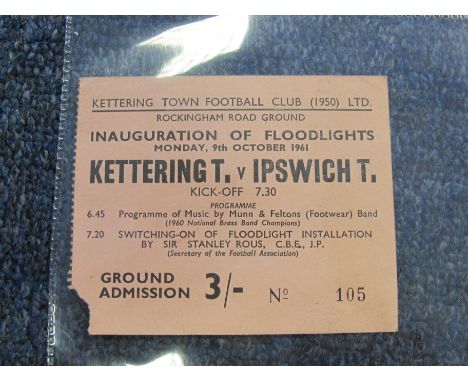 KETTERING TOWN FOOTBALL CLUB (1950) LTD.
ROCKINGHAM ROAD GROUND
INAUGURATION OF FLOODLIGHTS
MONDAY, 9th OCTOBER 1961
KETTERING T. v IPSWICH T.
KICK-OFF 7.30
PROGRAMME
6.45 Programme of Music by Munn & Feltons (Footwear) Band
(1960 National Brass Band Champions)
7.20 SWITCHING-ON OF FLOODLIGHT INSTALLATION
BY SIR STANLEY ROUS, C.B.E., J.P.
(Secretary of the Football Association)
GROUND
ADMISSION 3/- Nº 105